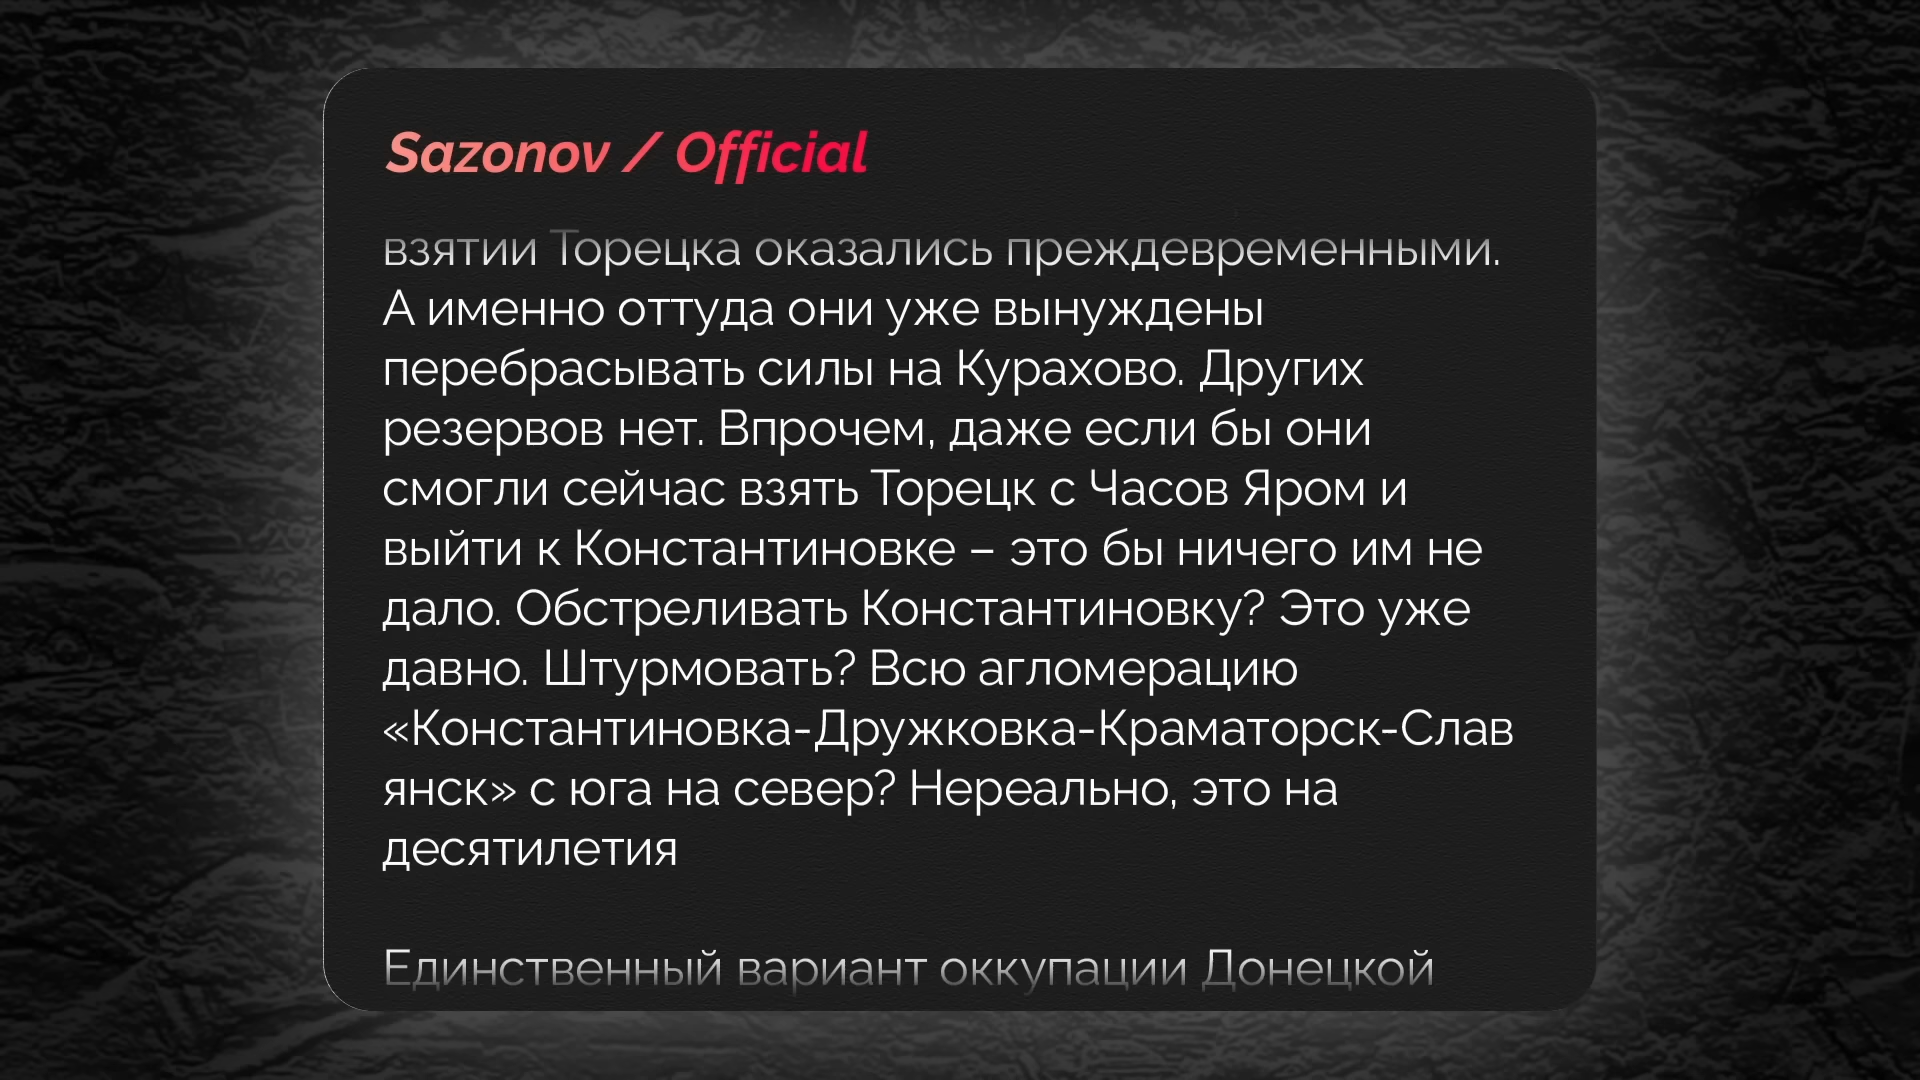 Sazonov / Official
взятии Торецка оказались преждевременными.
А именно оттуда они уже вынуждены
перебрасывать силы на Курахово. Других
резервов нет. Впрочем, даже если бы они
смогли сейчас взять Торецк с Часов Яром и
выйти к Константиновке – это бы ничего им не
дало. Обстреливать Константиновку? Это уже
давно. Штурмовать? Всю агломерацию
«Константиновка-Дружковка-Краматорск-Слав
янск» с юга на север? Нереально, это на
десятилетия
Единственный вариант оккупации Донецкой